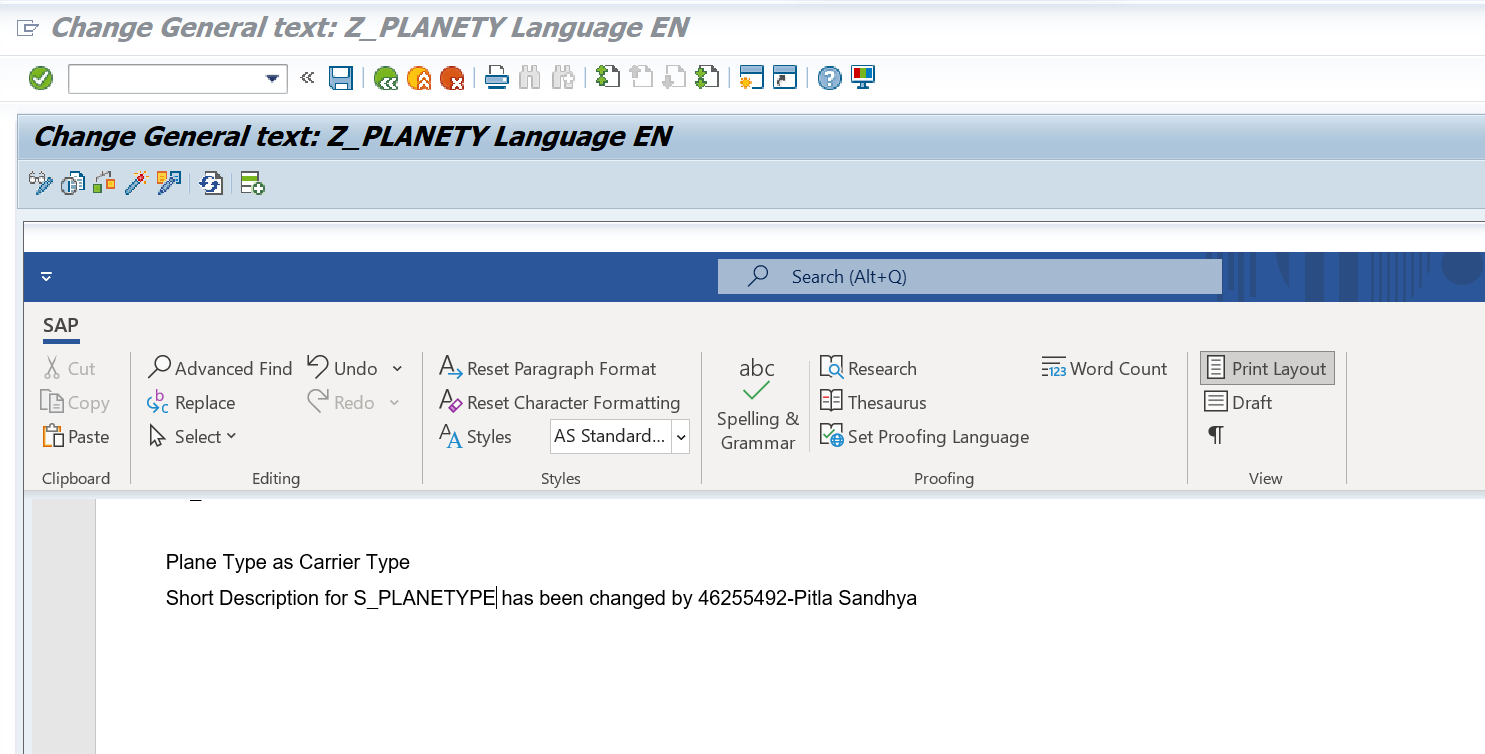 Change General text: Z_PLANETY Language EN
Change General text: Z_PLANETY Language EN
Search (Alt+Q)
SAP
Cut
Copy
Paste
Clipboard
Advanced Find
Replace
Select
Undo
Redo
Editing
Reset Paragraph Format
Reset Character Formatting
Styles
AS Standard...
Styles
abc
Spelling &
Grammar
Research
Thesaurus
Set Proofing Language
123 Word Count
Proofing
Print Layout
Draft
¶
View
Plane Type as Carrier Type
Short Description for S_PLANETYPE has been changed by 46255492-Pitla Sandhya